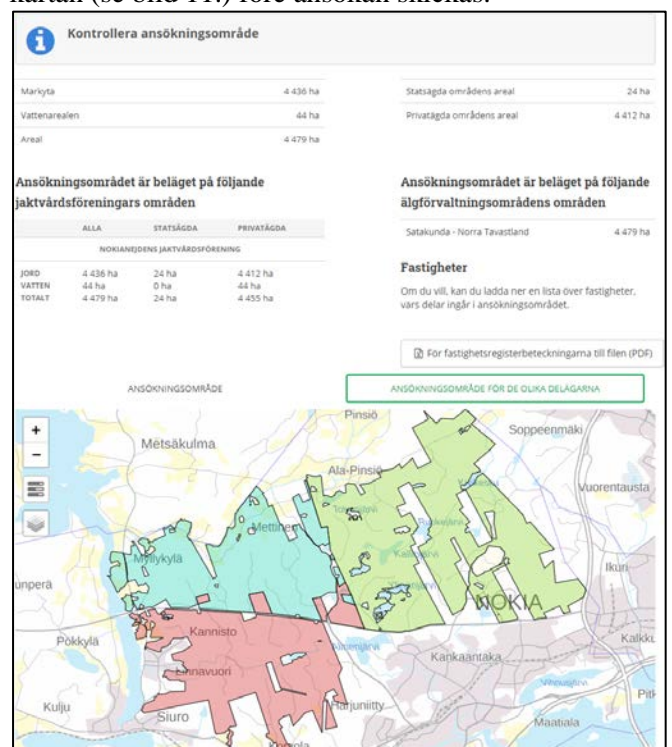 kartan (se bild 11.) före ansökan skickas.
Kontrollera ansökningsområde
Markyta 4 436 ha
Vattenarealen 44 ha
Areal 4 479 ha
Statsägda områdens areal 24 ha
Privatägda områdens areal 4 412 ha
Ansökningsområdet är beläget på följande
jaktvårdsföreningars områden
ALLA STATSÄGDA PRIVATÄGDA
NOKIANEJDENS JAKTVÅRDSFÖRENING
JORD 4 436 ha 24 ha 4 412 ha
VATTEN 44 ha 0 ha 44 ha
TOTALT 4 479 ha 24 ha 4 455 ha
Ansökningsområdet är beläget på följande
älgförvaltningsområdens områden
Satakunda - Norra Tavastland 4 479 ha
Fastigheter
Om du vill, kan du ladda ner en lista över fastigheter,
vars delar ingår i ansökningsområdet.
För fastighetsregisterbeteckningarna till filen (PDF)
ANSÖKNINGSOMRÅDE
ANSÖKNINGSOMRÅDE FÖR DE OLIKA DELÄGARNA
+
−
Pinsiö
Metsäkulma
Soppeenmäki
Ala-Pinsiö
Vuorentausta
Mettinen
Myllykylä
Ikuri
unperä
NOKIA
Kannisto
Pökkylä
Kankaantaka
Kalkku
Linnavuori
Kulju
Harjuniitty
Siuro
Maatiala